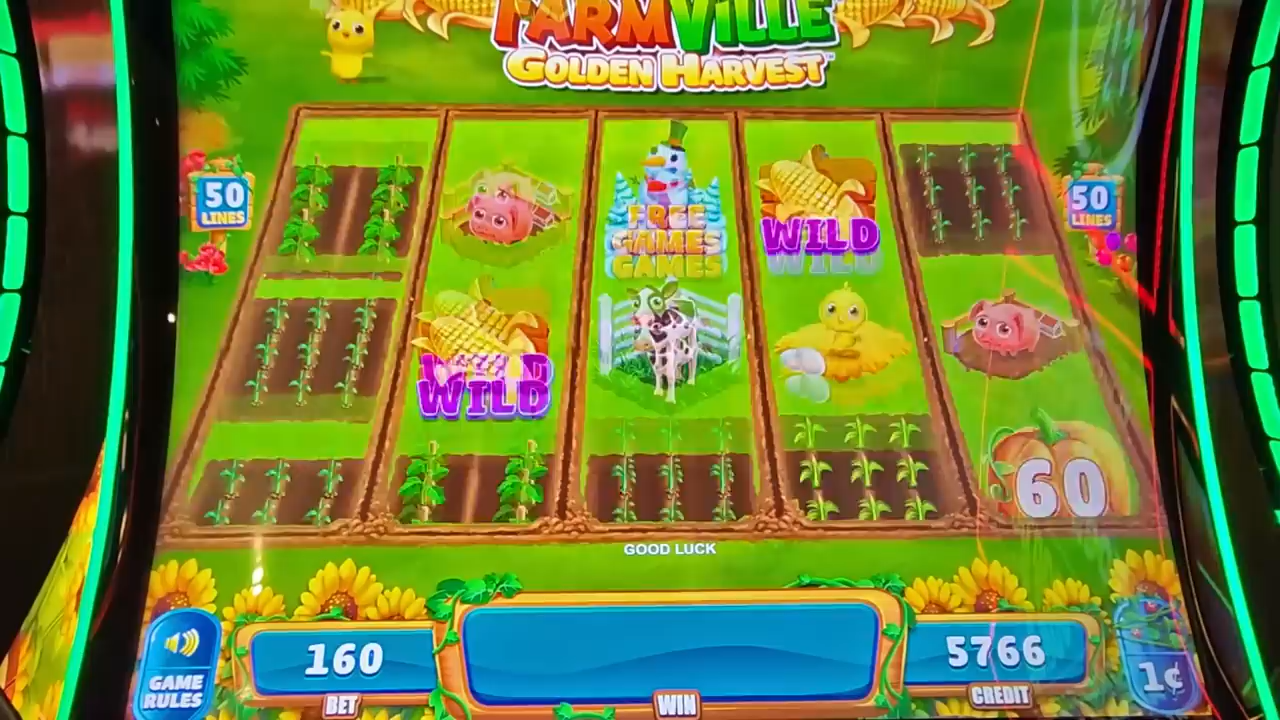 FARMVILLE
GOLDEN HARVEST™
50
LINES
50
LINES
FREE
GAMES
GAMES
WILD
WILD
WILD
WILD
60
GOOD LUCK
GAME
RULES
160
BET
WIN
5766
CREDIT
1¢